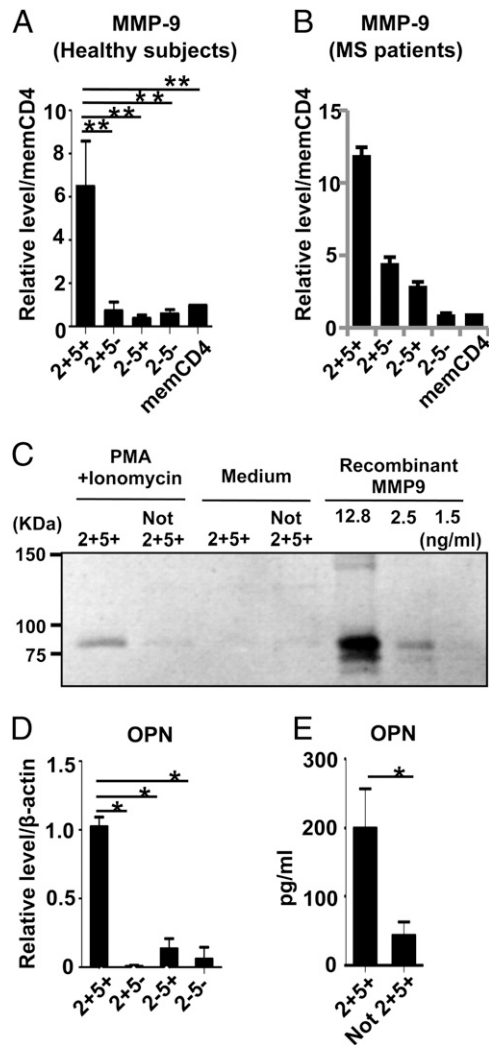 A
MMP-9
(Healthy subjects)
Relative level/memCD4
10
8
6
4
2
0
**
**
**
**
2+5+
2+5-
2-5+
2-5-
memCD4
B
MMP-9
(MS patients)
Relative level/memCD4
15
10
5
0
2+5+
2+5-
2-5+
2-5-
memCD4
C
PMA
+Ionomycin
Medium
Recombinant
MMP9
(KDa)
2+5+
Not
2+5+
2+5+
Not
2+5+
12.8
2.5
1.5
(ng/ml)
150
100
75
D
OPN
Relative level/β-actin
1.5
1.0
0.5
0
*
*
*
2+5+
2+5-
2-5+
2-5-
E
OPN
pg/ml
300
200
100
0
*
2+5+
Not 2+5+